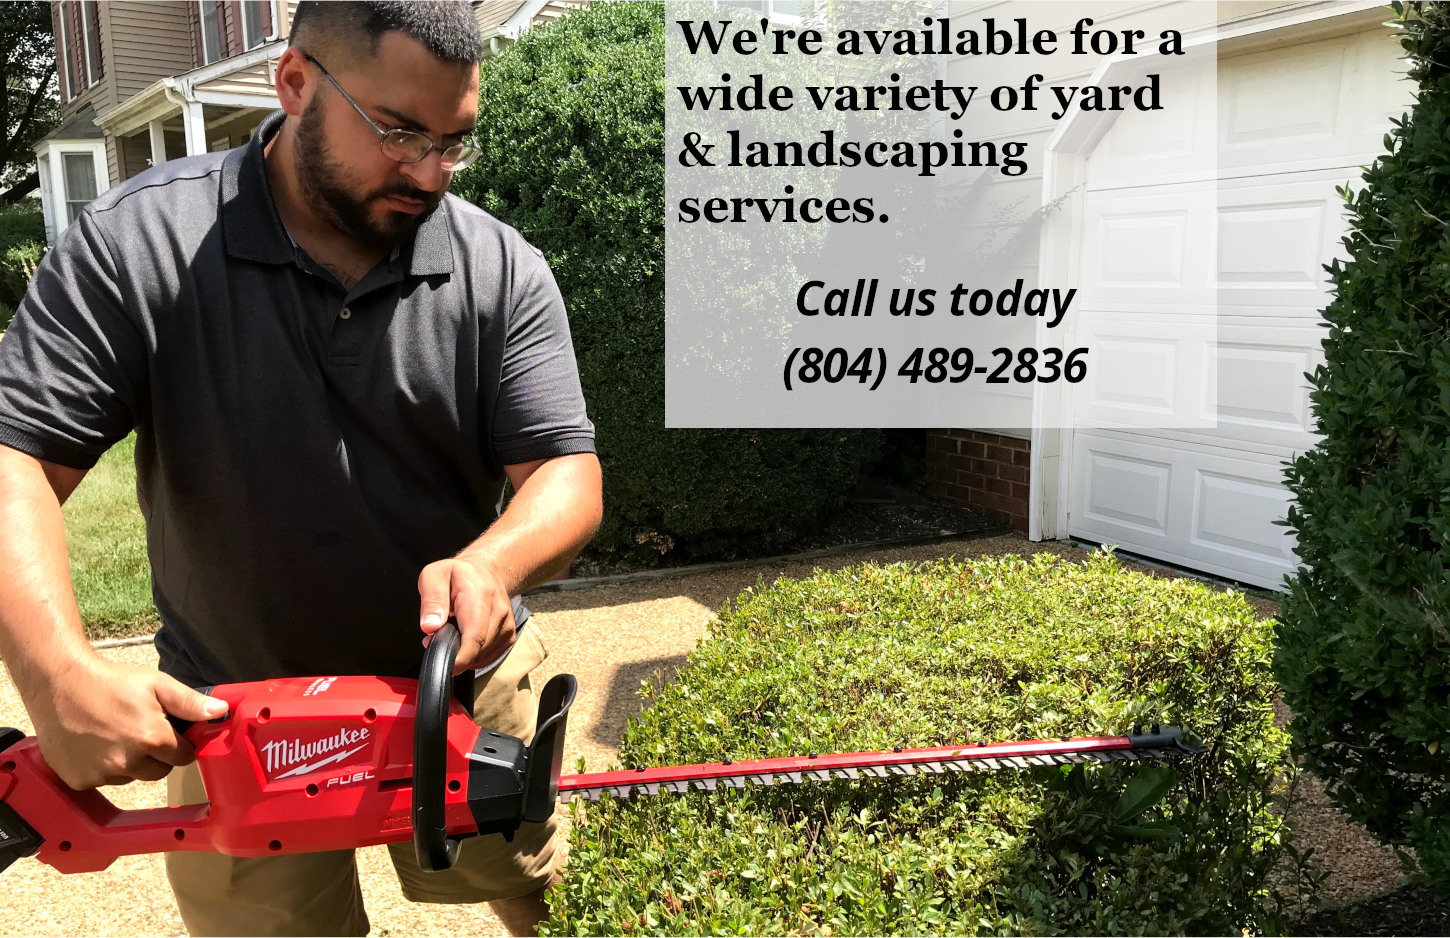 We're available for a
wide variety of yard
& landscaping
services.
Call us today
(804) 489-2836
Milwaukee
FUEL